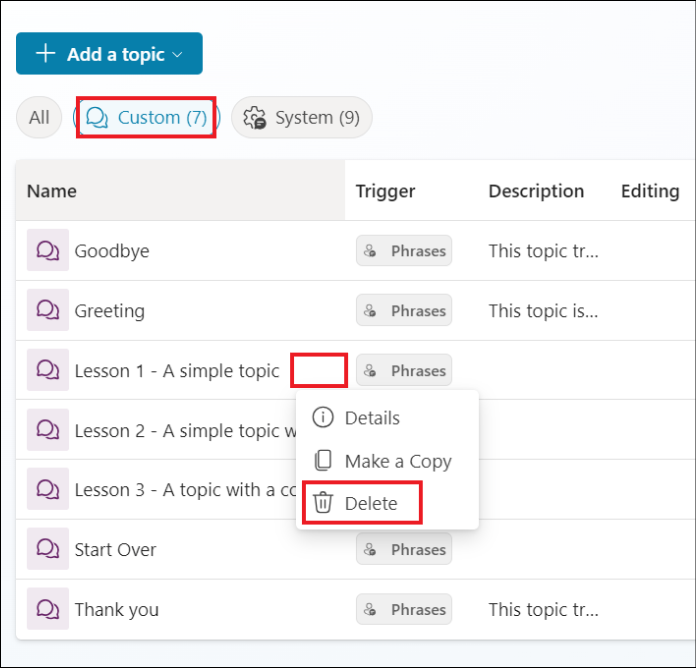 Add a topic
All Custom (7) System (9)
Name Trigger Description Editing
Goodbye Phrases This topic tr...
Greeting Phrases This topic is...
Lesson 1 - A simple topic Phrases
Details
Lesson 2 - A simple topic
Make a Copy
Lesson 3 - A topic with a
Delete
Start Over Phrases
Thank you Phrases This topic tr...